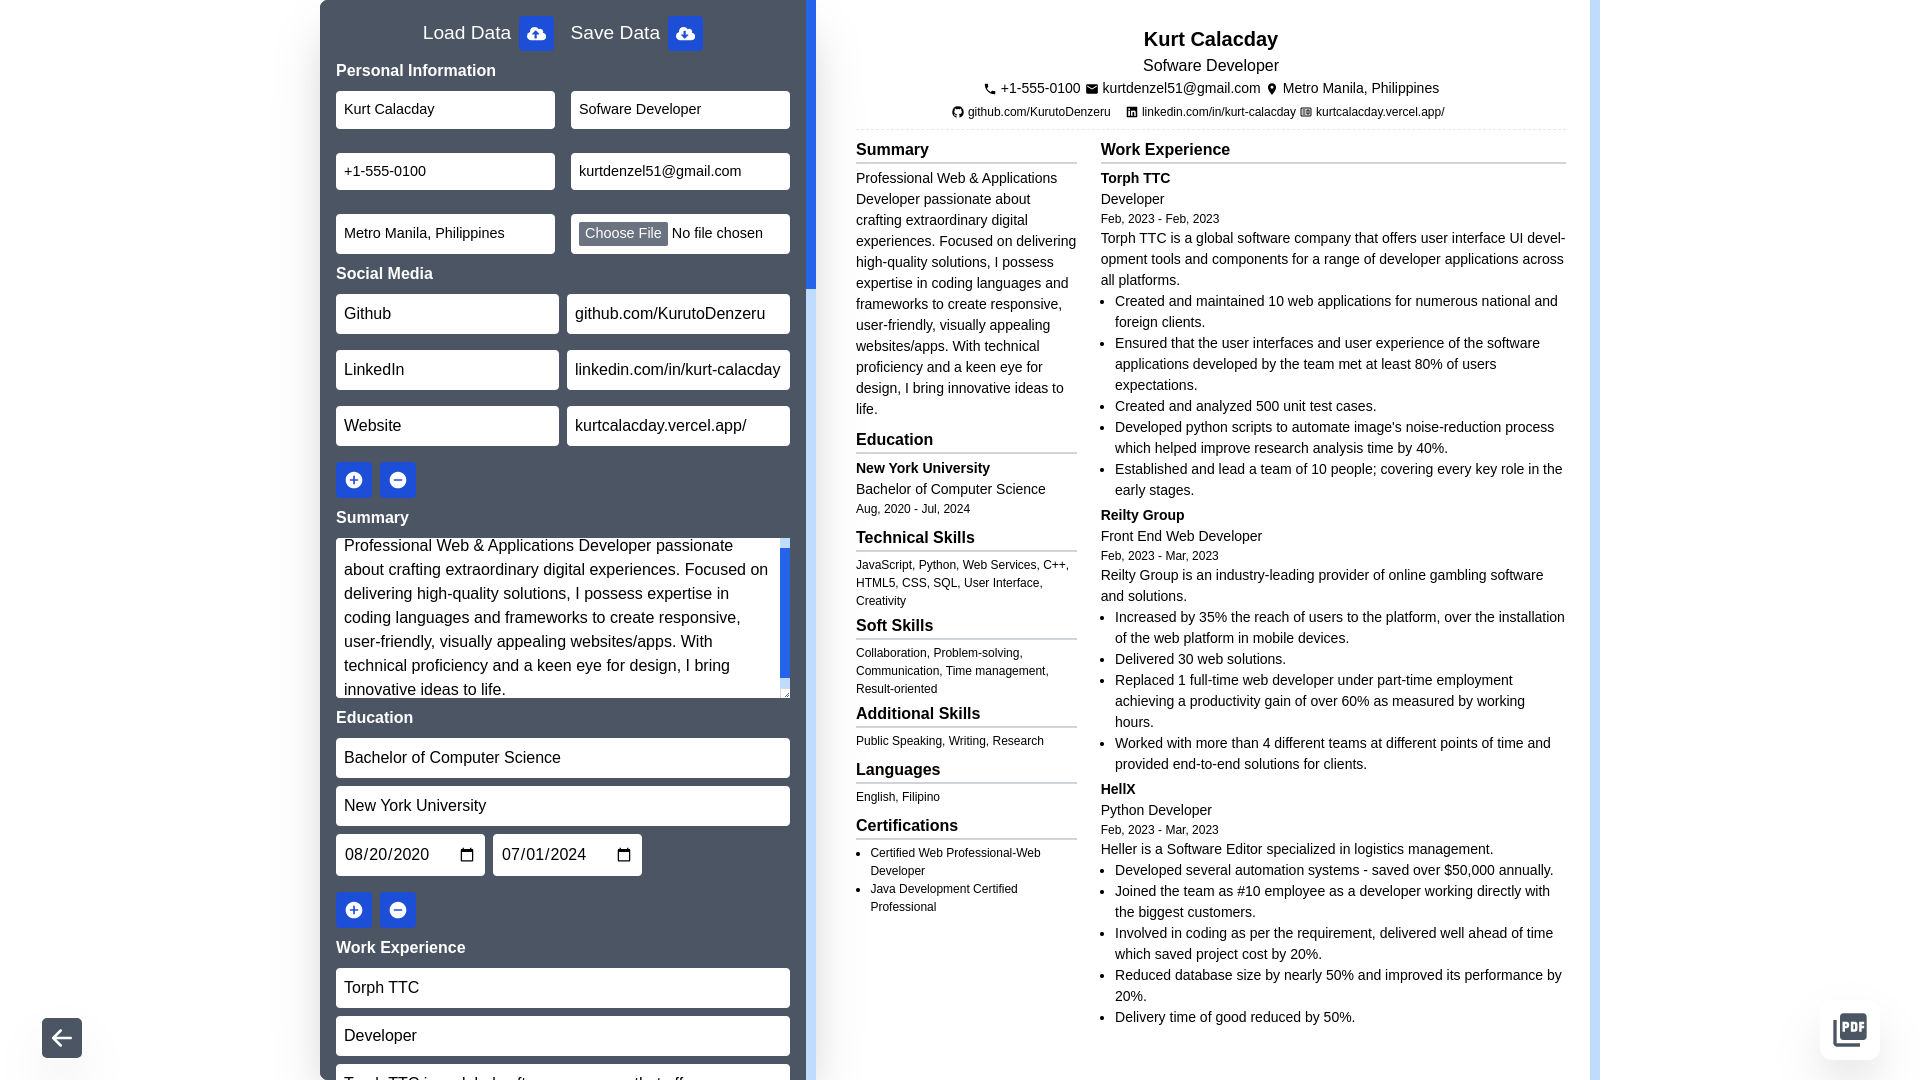 Load Data
Save Data
Personal Information
Kurt Calacday
Sofware Developer
+1-555-0100
kurtdenzel51@gmail.com
Metro Manila, Philippines
Choose File No file chosen
Social Media
Github
github.com/KurutoDenzeru
LinkedIn
linkedin.com/in/kurt-calacday
Website
kurtcalacday.vercel.app/
Summary
Professional Web & Applications Developer passionate
about crafting extraordinary digital experiences. Focused on
delivering high-quality solutions, I possess expertise in
coding languages and frameworks to create responsive,
user-friendly, visually appealing websites/apps. With
technical proficiency and a keen eye for design, I bring
innovative ideas to life.
Education
Bachelor of Computer Science
New York University
08/20/2020
07/01/2024
Work Experience
Torph TTC
Developer
Kurt Calacday
Sofware Developer
+1-555-0100 kurtdenzel51@gmail.com Metro Manila, Philippines
github.com/KurutoDenzeru linkedin.com/in/kurt-calacday kurtcalacday.vercel.app/
Summary
Professional Web & Applications
Developer passionate about
crafting extraordinary digital
experiences. Focused on delivering
high-quality solutions, I possess
expertise in coding languages and
frameworks to create responsive,
user-friendly, visually appealing
websites/apps. With technical
proficiency and a keen eye for
design, I bring innovative ideas to
life.
Education
New York University
Bachelor of Computer Science
Aug, 2020 - Jul, 2024
Technical Skills
JavaScript, Python, Web Services, C++,
HTML5, CSS, SQL, User Interface,
Creativity
Soft Skills
Collaboration, Problem-solving,
Communication, Time management,
Result-oriented
Additional Skills
Public Speaking, Writing, Research
Languages
English, Filipino
Certifications
• Certified Web Professional-Web
Developer
• Java Development Certified
Professional
Work Experience
Torph TTC
Developer
Feb, 2023 - Feb, 2023
Torph TTC is a global software company that offers user interface UI devel-
opment tools and components for a range of developer applications across
all platforms.
• Created and maintained 10 web applications for numerous national and
foreign clients.
• Ensured that the user interfaces and user experience of the software
applications developed by the team met at least 80% of users
expectations.
• Created and analyzed 500 unit test cases.
• Developed python scripts to automate image's noise-reduction process
which helped improve research analysis time by 40%.
• Established and lead a team of 10 people; covering every key role in the
early stages.
Reilty Group
Front End Web Developer
Feb, 2023 - Mar, 2023
Reilty Group is an industry-leading provider of online gambling software
and solutions.
• Increased by 35% the reach of users to the platform, over the installation
of the web platform in mobile devices.
• Delivered 30 web solutions.
• Replaced 1 full-time web developer under part-time employment
achieving a productivity gain of over 60% as measured by working
hours.
• Worked with more than 4 different teams at different points of time and
provided end-to-end solutions for clients.
HellX
Python Developer
Feb, 2023 - Mar, 2023
Heller is a Software Editor specialized in logistics management.
• Developed several automation systems - saved over $50,000 annually.
• Joined the team as #10 employee as a developer working directly with
the biggest customers.
• Involved in coding as per the requirement, delivered well ahead of time
which saved project cost by 20%.
• Reduced database size by nearly 50% and improved its performance by
20%.
• Delivery time of good reduced by 50%.
PDF